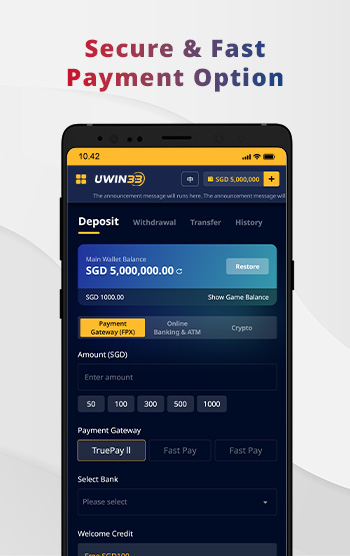 Secure & Fast
Payment Option
10.42
UWIN33
中
SGD 5,000,000
+
The announcement message will runs here. The announcement message will
Deposit Withdrawal Transfer History
Main Wallet Balance
SGD 5,000,000.00
Restore
SGD 1000.00 Show Game Balance
Payment
Gateway (FPX)
Online
Banking & ATM
Crypto
Amount (SGD)
Enter amount
50 100 300 500 1000
Payment Gateway
TruePay ll Fast Pay Fast Pay
Select Bank
Please select
Welcome Credit
Free SGD100